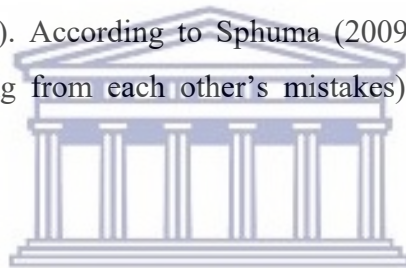 ). According to Sphuma (2009
g from each other’s mistakes)